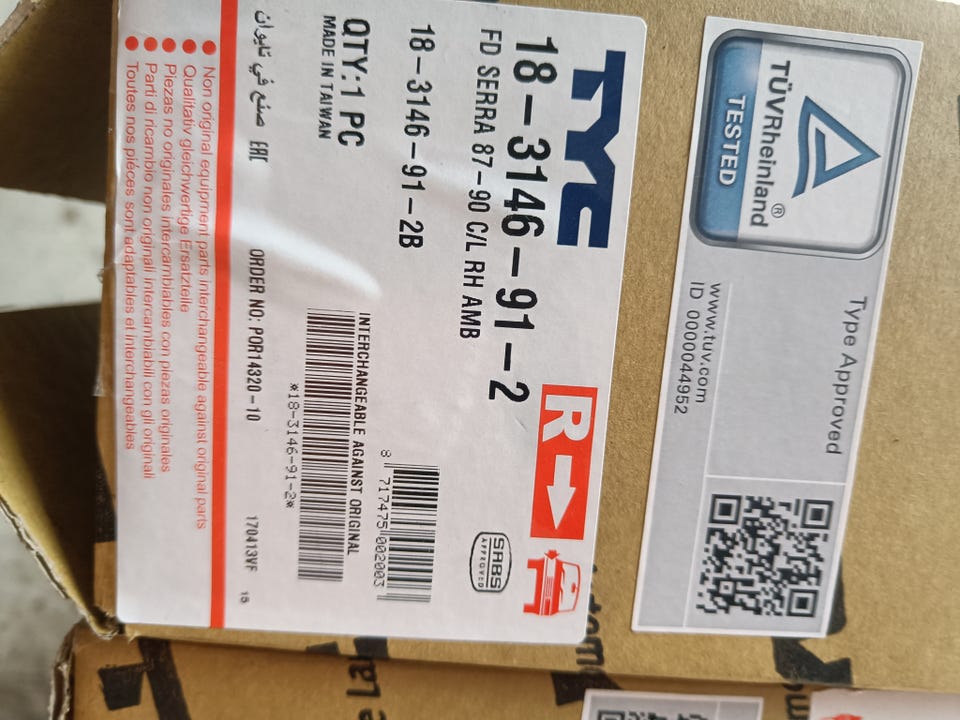 TYC
R
18-3146-91-2
FD SERRA 87-90 C/L RH AMB
SABS
APPROVED
18-3146-91-2B
8 717475 002003
QTY:1 PC
MADE IN TAIWAN
INTERCHANGEABLE AGAINST ORIGINAL
*18-3146-91-2*
صنع في تايوان
EAC
ORDER NO: POR14920-10
170413VF
15
Non original equipment parts interchangeable against original parts
Qualitativ gleichwertige Ersatzteile
Piezas no originales intercambiables con piezas originales
Parti di ricambio non originali intercambiabili con gli originali
Toutes nos piéces sont adaptables et interchangeables
TÜVRheinland®
TESTED
Type Approved
www.tuv.com
ID 0000044952